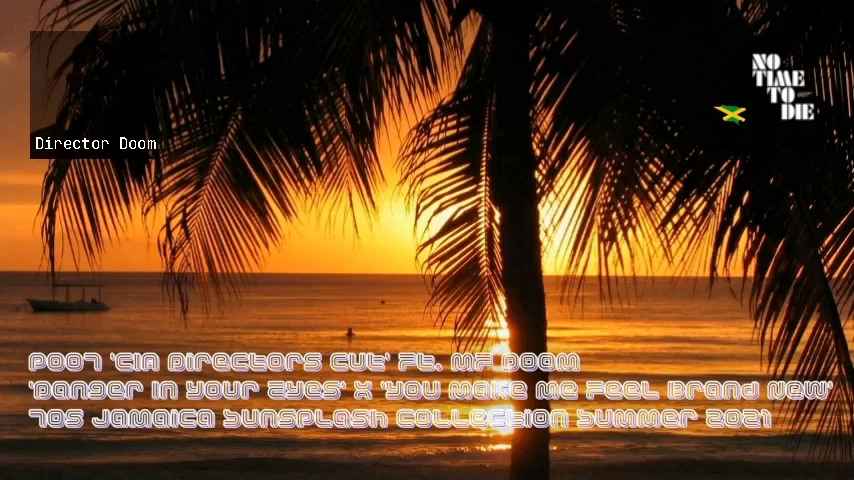 NO
TIME
TO
DIE
Director Doom
P007 'CIA Directors Cut' Ft. MF DOOM
'Danger In Your Eyes' X 'You Make Me Feel Brand New'
70s Jamaica Sunsplash Collection Summer 2021